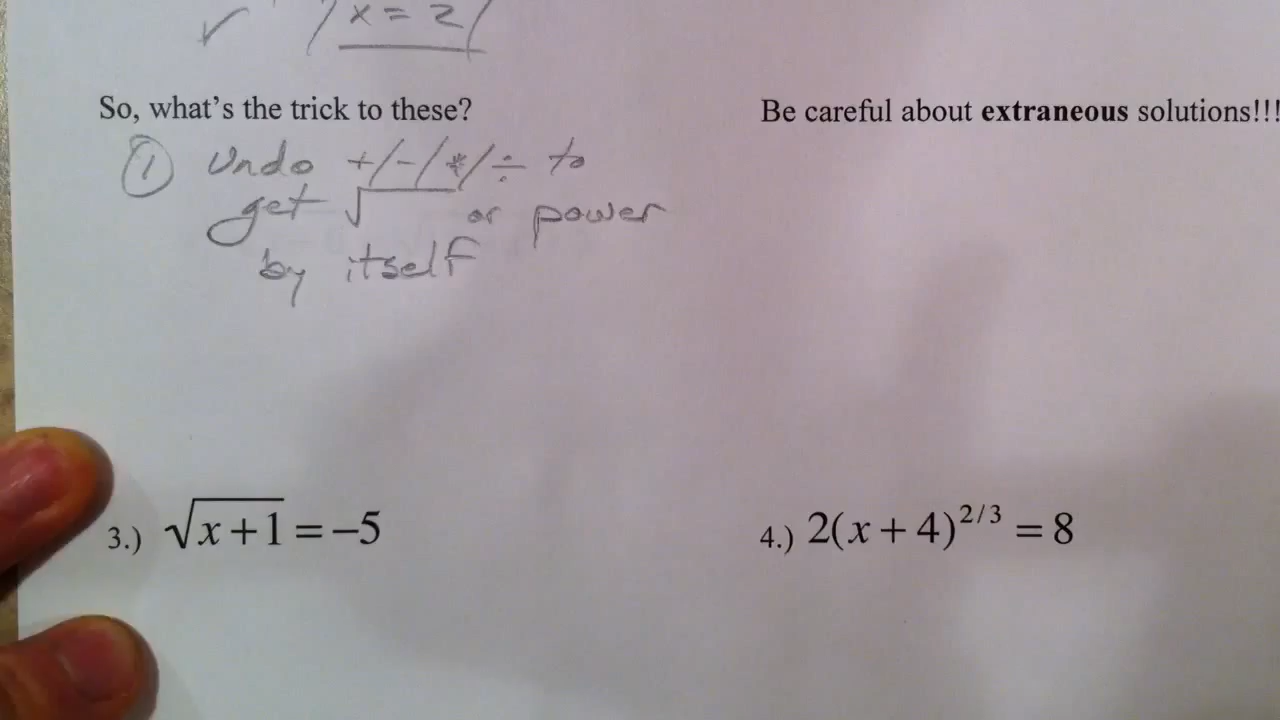 x = 2
So, what's the trick to these?
Be careful about extraneous solutions!!!
① Undo +/-/*/÷ to
get √ or power
by itself
3.) √x+1 = −5
4.) 2(x+4)^2/3 = 8